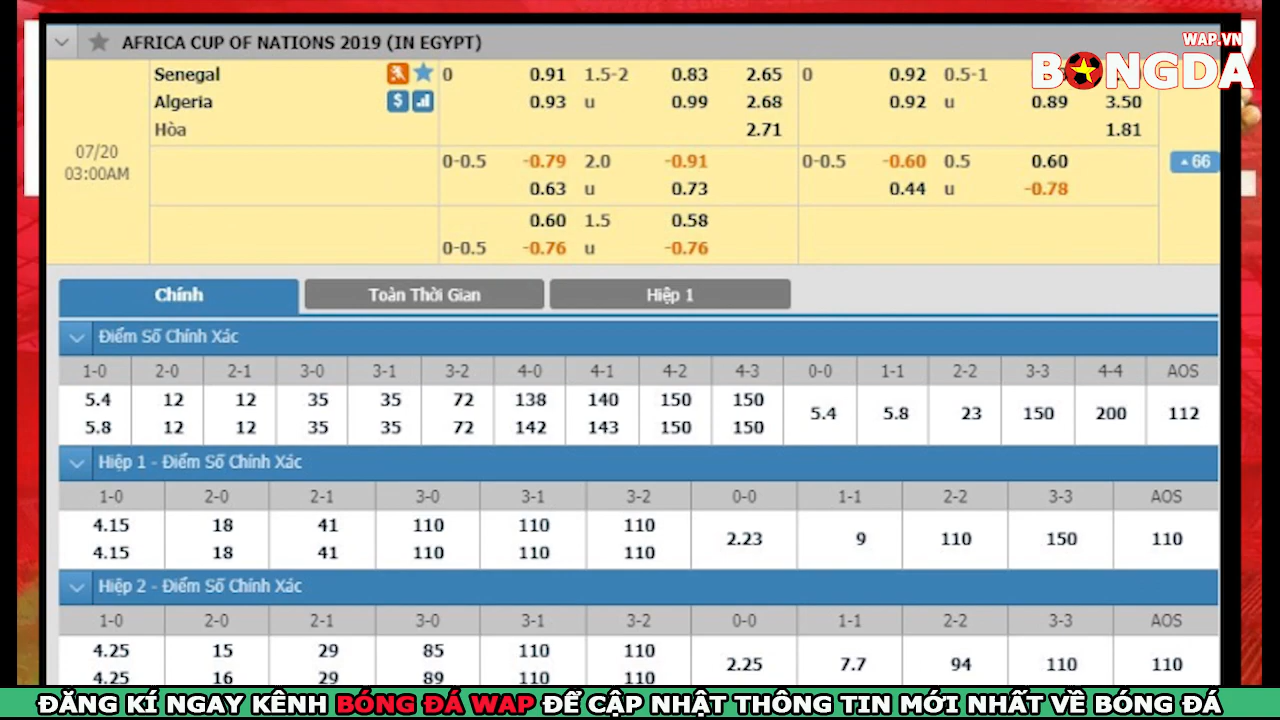 WAP.VN
BONGDA
AFRICA CUP OF NATIONS 2019 (IN EGYPT)
Senegal 0 0.91 1.5-2 0.83 2.65 0 0.92 0.5-1
Algeria $ 0.93 u 0.99 2.68 0.92 u 0.89 3.50
Hòa 2.71 1.81
07/20
03:00AM
0-0.5 -0.79 2.0 -0.91 0-0.5 -0.60 0.5 0.60
0.63 u 0.73 0.44 u -0.78
66
0.60 1.5 0.58
0-0.5 -0.76 u -0.76
Chính Toàn Thời Gian Hiệp 1
Điểm Số Chính Xác
1-0 2-0 2-1 3-0 3-1 3-2 4-0 4-1 4-2 4-3 0-0 1-1 2-2 3-3 4-4 AOS
5.4 12 12 35 35 72 138 140 150 150
5.4 5.8 23 150 200 112
5.8 12 12 35 35 72 142 143 150 150
Hiệp 1 - Điểm Số Chính Xác
1-0 2-0 2-1 3-0 3-1 3-2 0-0 1-1 2-2 3-3 AOS
4.15 18 41 110 110 110
2.23 9 110 150 110
4.15 18 41 110 110 110
Hiệp 2 - Điểm Số Chính Xác
1-0 2-0 2-1 3-0 3-1 3-2 0-0 1-1 2-2 3-3 AOS
4.25 15 29 85 110 110
2.25 7.7 94 110 110
4.25 16 29 89 110 110
ĐĂNG KÍ NGAY KÊNH BÓNG ĐÁ WAP ĐỂ CẬP NHẬT THÔNG TIN MỚI NHẤT VỀ BÓNG ĐÁ